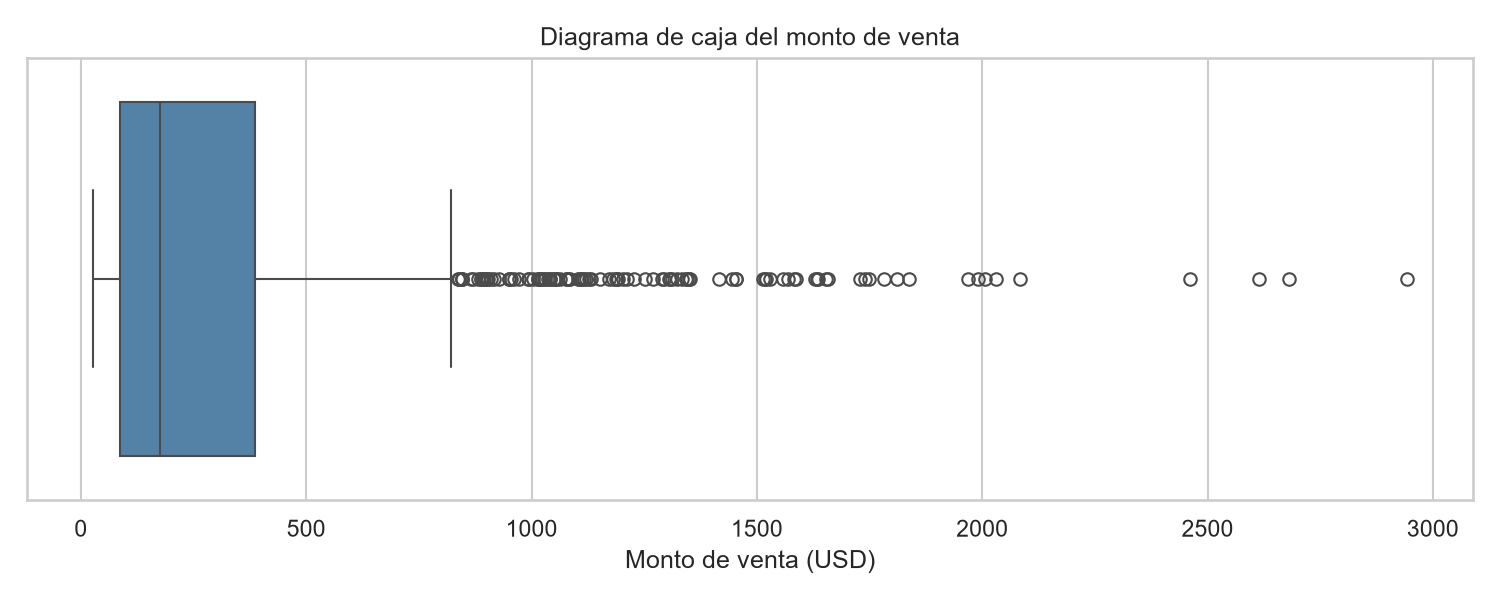 Diagrama de caja del monto de venta
0 500 1000 1500 2000 2500 3000
Monto de venta (USD)